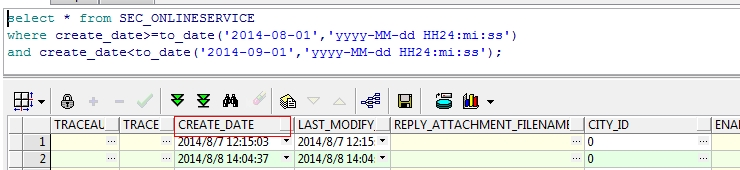 select * from SEC_ONLINESERVICE
where create_date>=to_date('2014-08-01','yyyy-MM-dd HH24:mi:ss')
and create_date<to_date('2014-09-01','yyyy-MM-dd HH24:mi:ss');
TRACEAU TRACE CREATE_DATE LAST_MODIFY REPLY_ATTACHMENT_FILENAME CITY_ID ENA
1 ... ... 2014/8/7 12:15:03 2014/8/7 12:15: ... 0 ...
2 ... ... 2014/8/8 14:04:37 2014/8/8 14:04: ... 0 ...